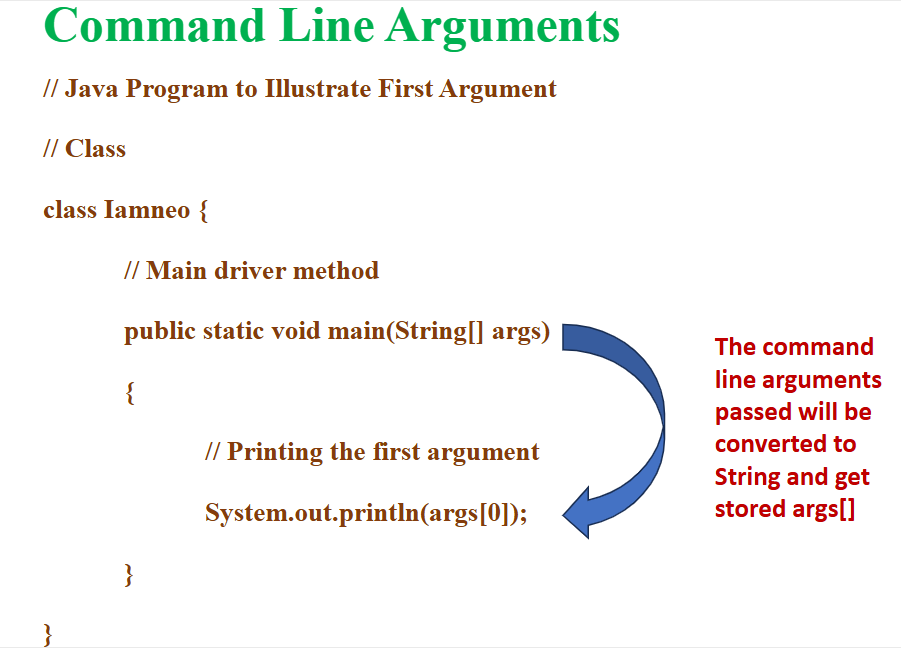 Command Line Arguments
// Java Program to Illustrate First Argument
// Class
class Iamneo {
// Main driver method
public static void main(String[] args)
{
// Printing the first argument
System.out.println(args[0]);
}
}
The command
line arguments
passed will be
converted to
String and get
stored args[]